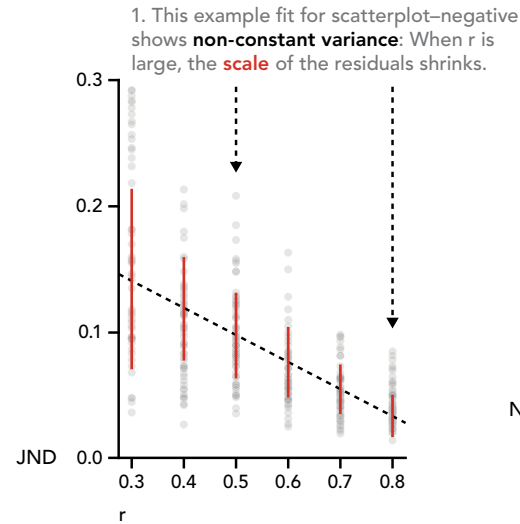 1. This example fit for scatterplot–negative
shows non-constant variance: When r is
large, the scale of the residuals shrinks.
0.3
0.2
0.1
JND 0.0
0.3 0.4 0.5 0.6 0.7 0.8
r
N